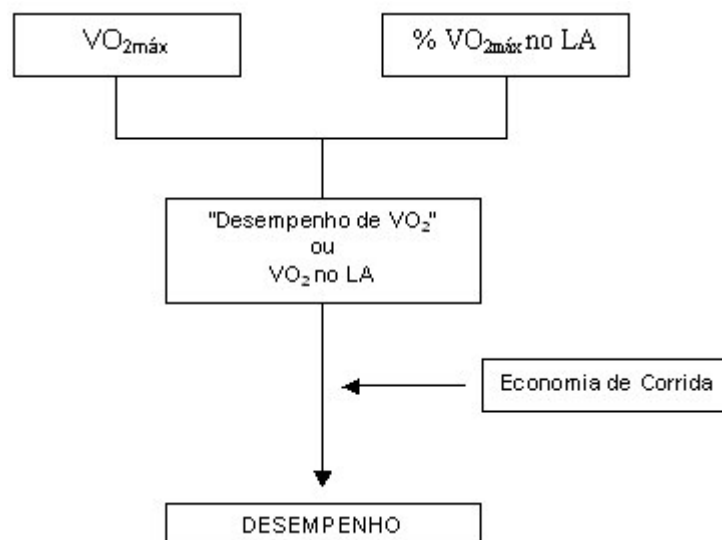 VO₂máx
% VO₂máx no LA
"Desempenho de VO₂"
ou
VO₂ no LA
Economia de Corrida
DESEMPENHO